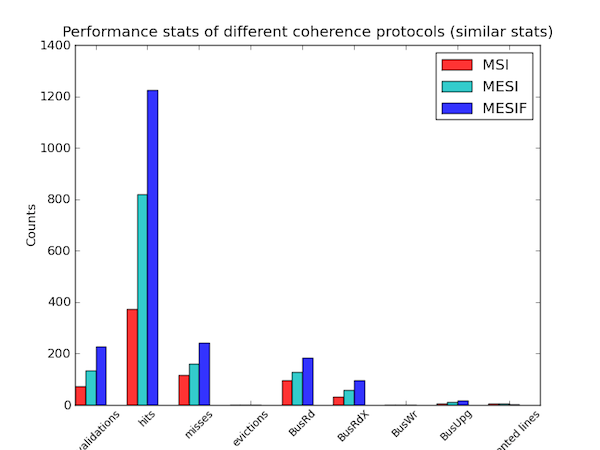 Performance stats of different coherence protocols (similar stats)
1400
1200
1000
800
600
400
200
0
Counts
MSI
MESI
MESIF
hits
misses
evictions
BusRd
BusRdX
BusWr
BusUpg
lines